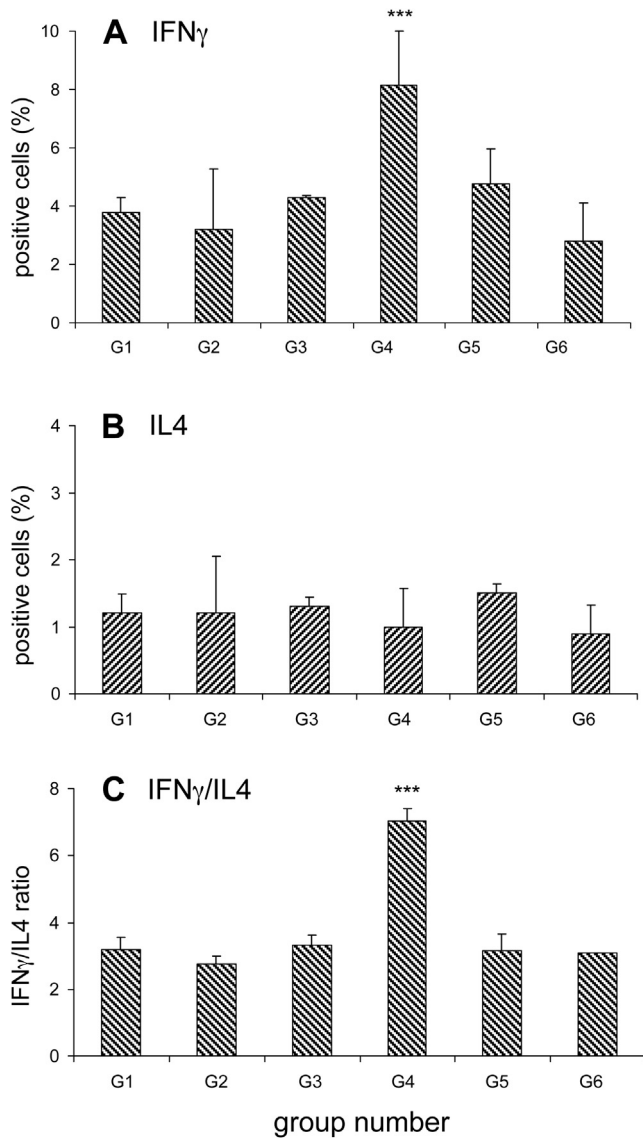 A IFNγ
***
10
8
6
4
2
0
positive cells (%)
G1 G2 G3 G4 G5 G6
B IL4
4
3
2
1
0
positive cells (%)
G1 G2 G3 G4 G5 G6
C IFNγ/IL4
***
8
6
4
2
0
IFNγ/IL4 ratio
G1 G2 G3 G4 G5 G6
group number